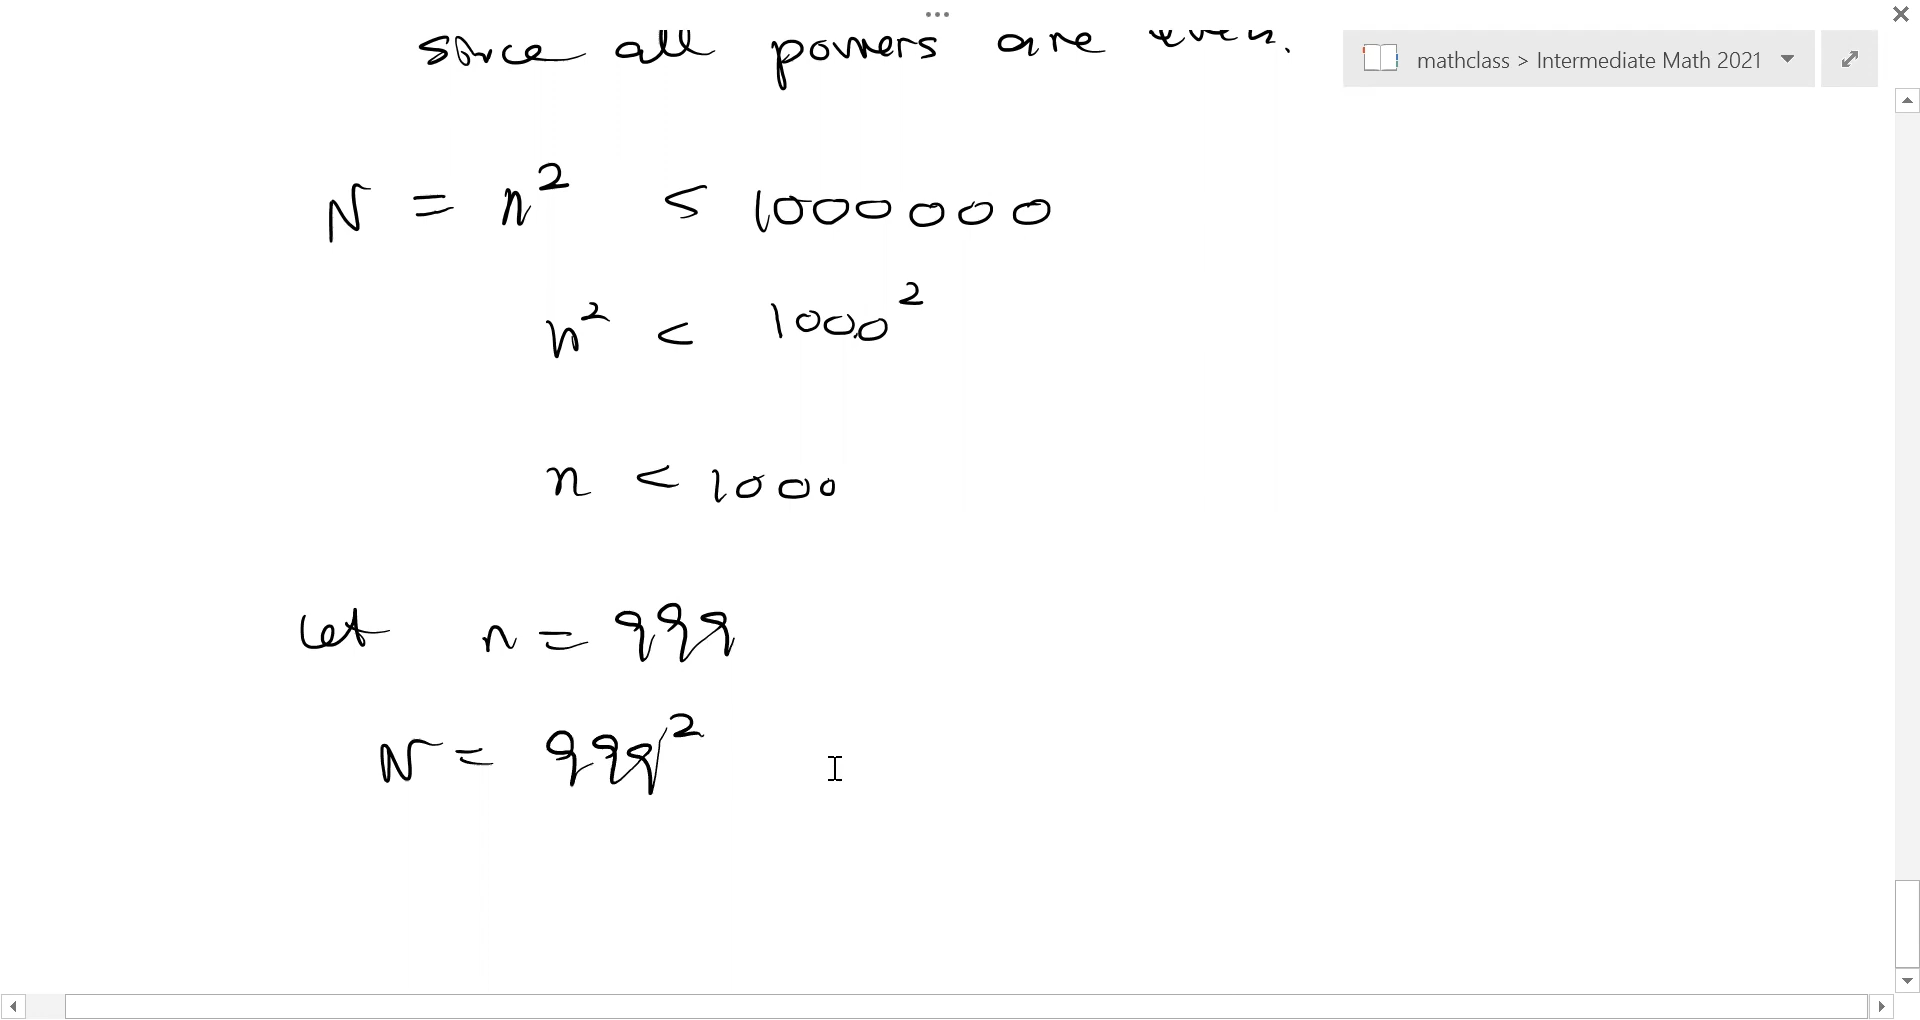 since all powers are even.
mathclass > Intermediate Math 2021
N = n² < 1000000
n² < 1000²
n < 1000
Let n = 999
N = 999²